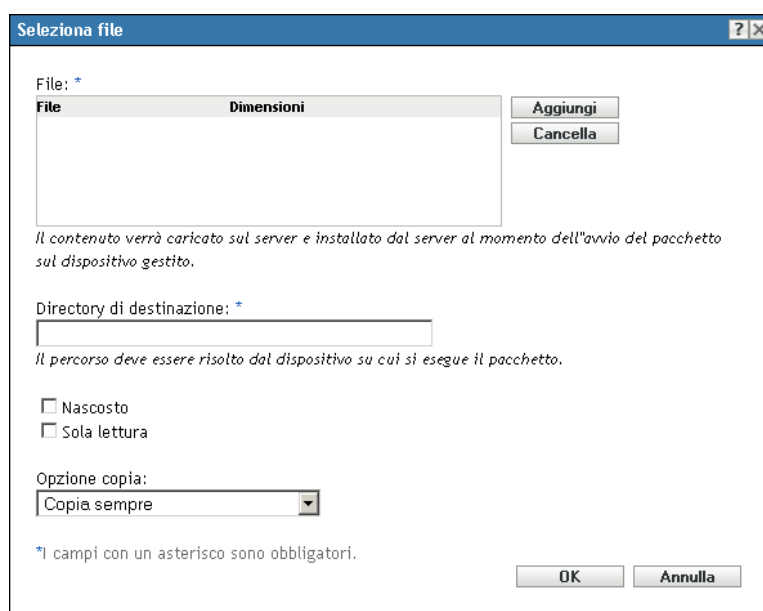 Seleziona file
File: *
File Dimensioni
Aggiungi
Cancella
Il contenuto verrà caricato sul server e installato dal server al momento dell"avvio del pacchetto
sul dispositivo gestito.
Directory di destinazione: *
Il percorso deve essere risolto dal dispositivo su cui si esegue il pacchetto.
Nascosto
Sola lettura
Opzione copia:
Copia sempre
*I campi con un asterisco sono obbligatori.
OK Annulla